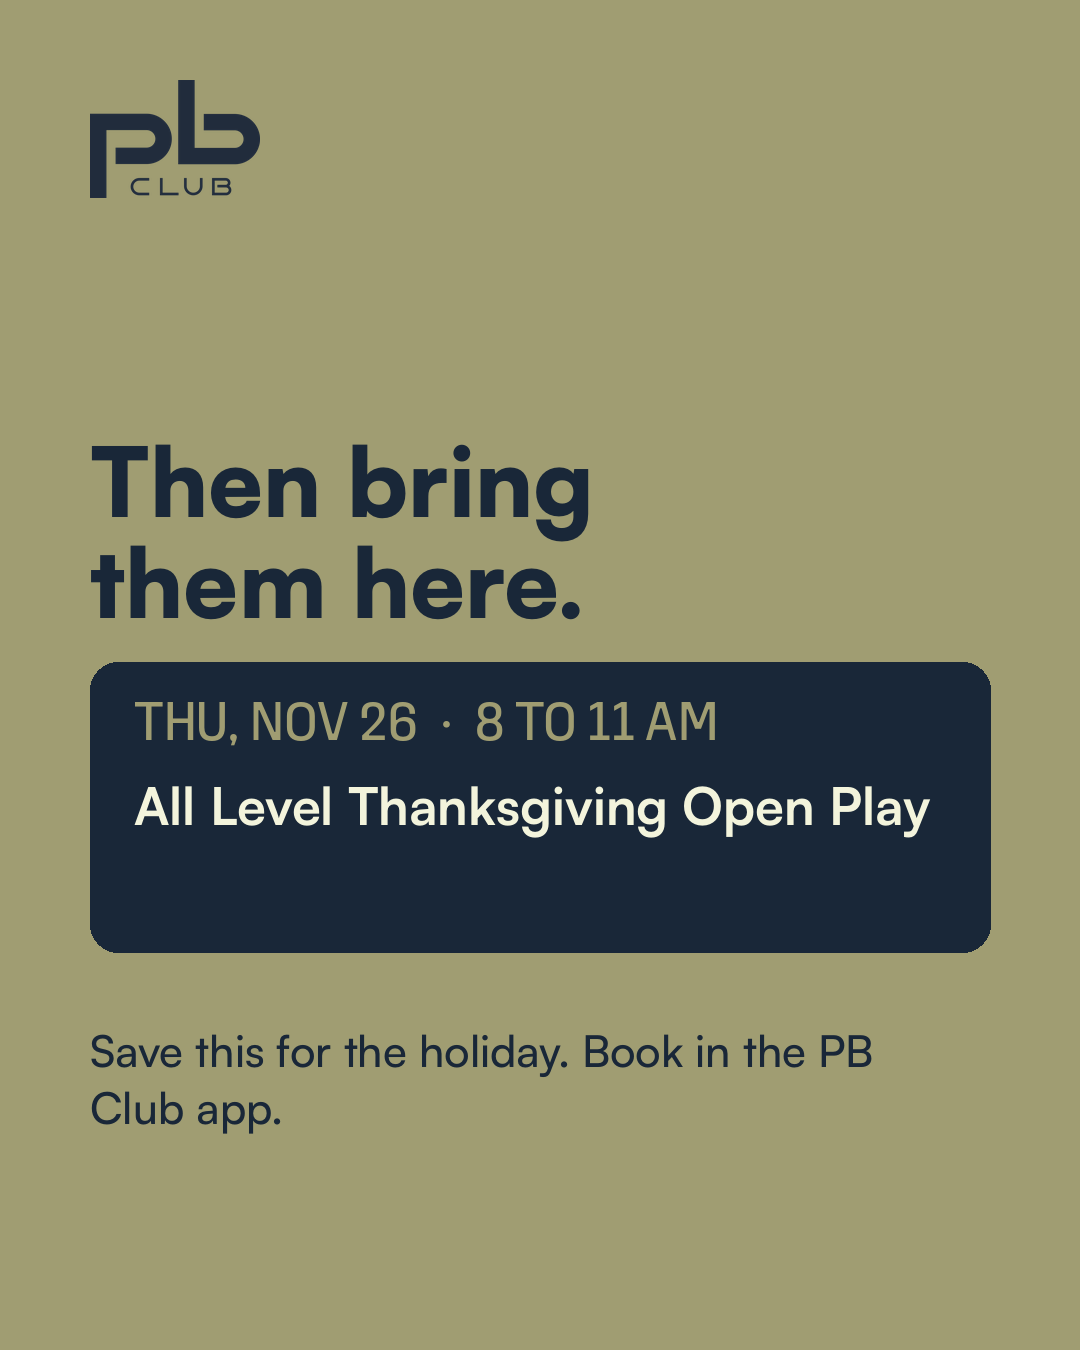 pb
CLUB
Then bring
them here.
THU, NOV 26 · 8 TO 11 AM
All Level Thanksgiving Open Play
Save this for the holiday. Book in the PB
Club app.